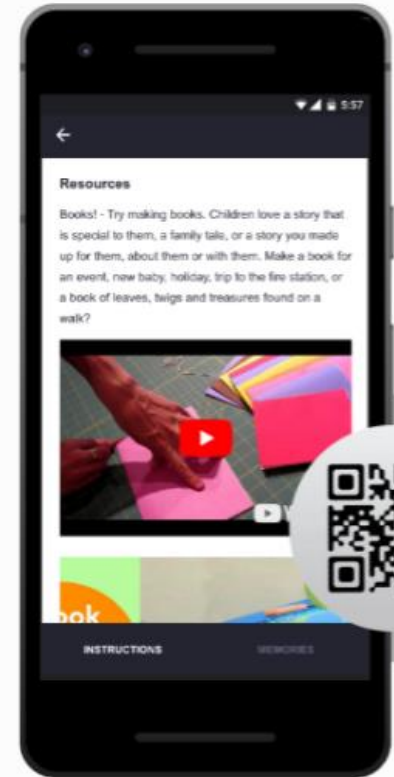 5:57
Resources
Books! - Try making books. Children love a story that
is special to them, a family tale, or a story you made
up for them, about them or with them. Make a book for
an event, new baby, holiday, trip to the fire station, or
a book of leaves, twigs and treasures found on a
walk?
ook
INSTRUCTIONS MEMORIES